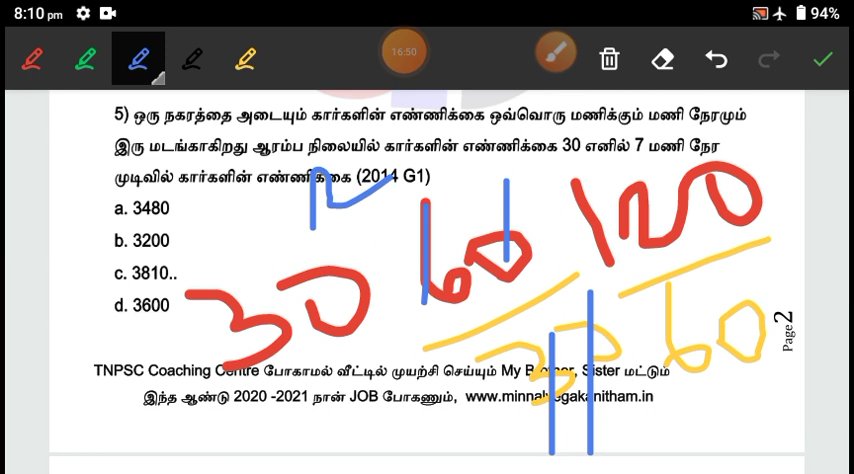 8:10 pm
94%
16:50
5) ஒரு நகரத்தை அடையும் கார்களின் எண்ணிக்கை ஒவ்வொரு மணிக்கும் மணி நேரமும்
இரு மடங்காகிறது ஆரம்ப நிலையில் கார்களின் எண்ணிக்கை 30 எனில் 7 மணி நேர
முடிவில் கார்களின் எண்ணிக்கை (2014 G1)
a. 3480
b. 3200
c. 3810..
d. 3600
30 60 120
30 60
Page 2
TNPSC Coaching Centre போகாமல் வீட்டில் முயற்சி செய்யும் My Brother, Sister மட்டும்
இந்த ஆண்டு 2020 -2021 நான் JOB போகணும், www.minnalvegakanitham.in